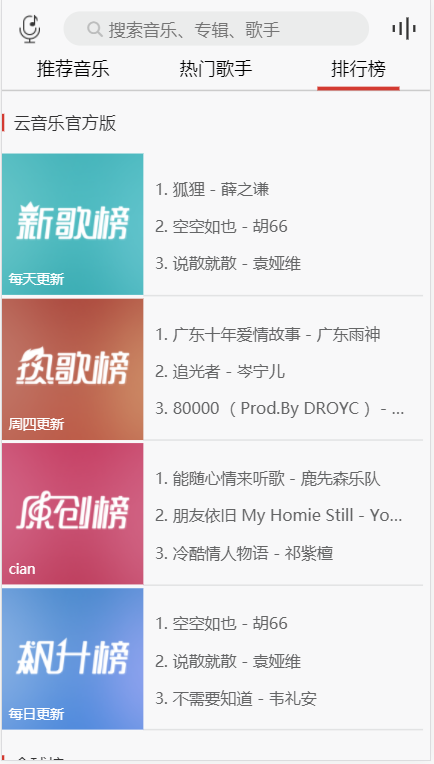 搜索音乐、专辑、歌手
推荐音乐 热门歌手 排行榜
云音乐官方版
新歌榜
每天更新
1. 狐狸 - 薛之谦
2. 空空如也 - 胡66
3. 说散就散 - 袁娅维
热歌榜
周四更新
1. 广东十年爱情故事 - 广东雨神
2. 追光者 - 岑宁儿
3. 80000 （ Prod.By DROYC ） - ...
原创榜
cian
1. 能随心情来听歌 - 鹿先森乐队
2. 朋友依旧 My Homie Still - Yo...
3. 冷酷情人物语 - 祁紫檀
飙升榜
每日更新
1. 空空如也 - 胡66
2. 说散就散 - 袁娅维
3. 不需要知道 - 韦礼安